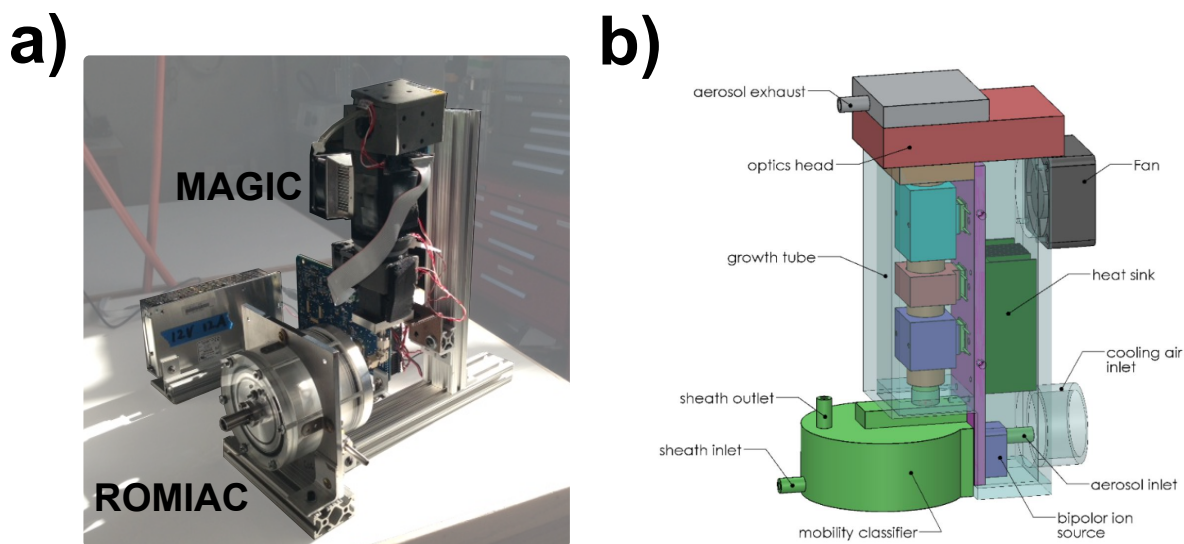 a)
MAGIC
12V 12A
ROMIAC
b)
aerosol exhaust
optics head
Fan
growth tube
heat sink
cooling air
inlet
sheath outlet
sheath inlet
aerosol inlet
bipolor ion
source
mobility classifier